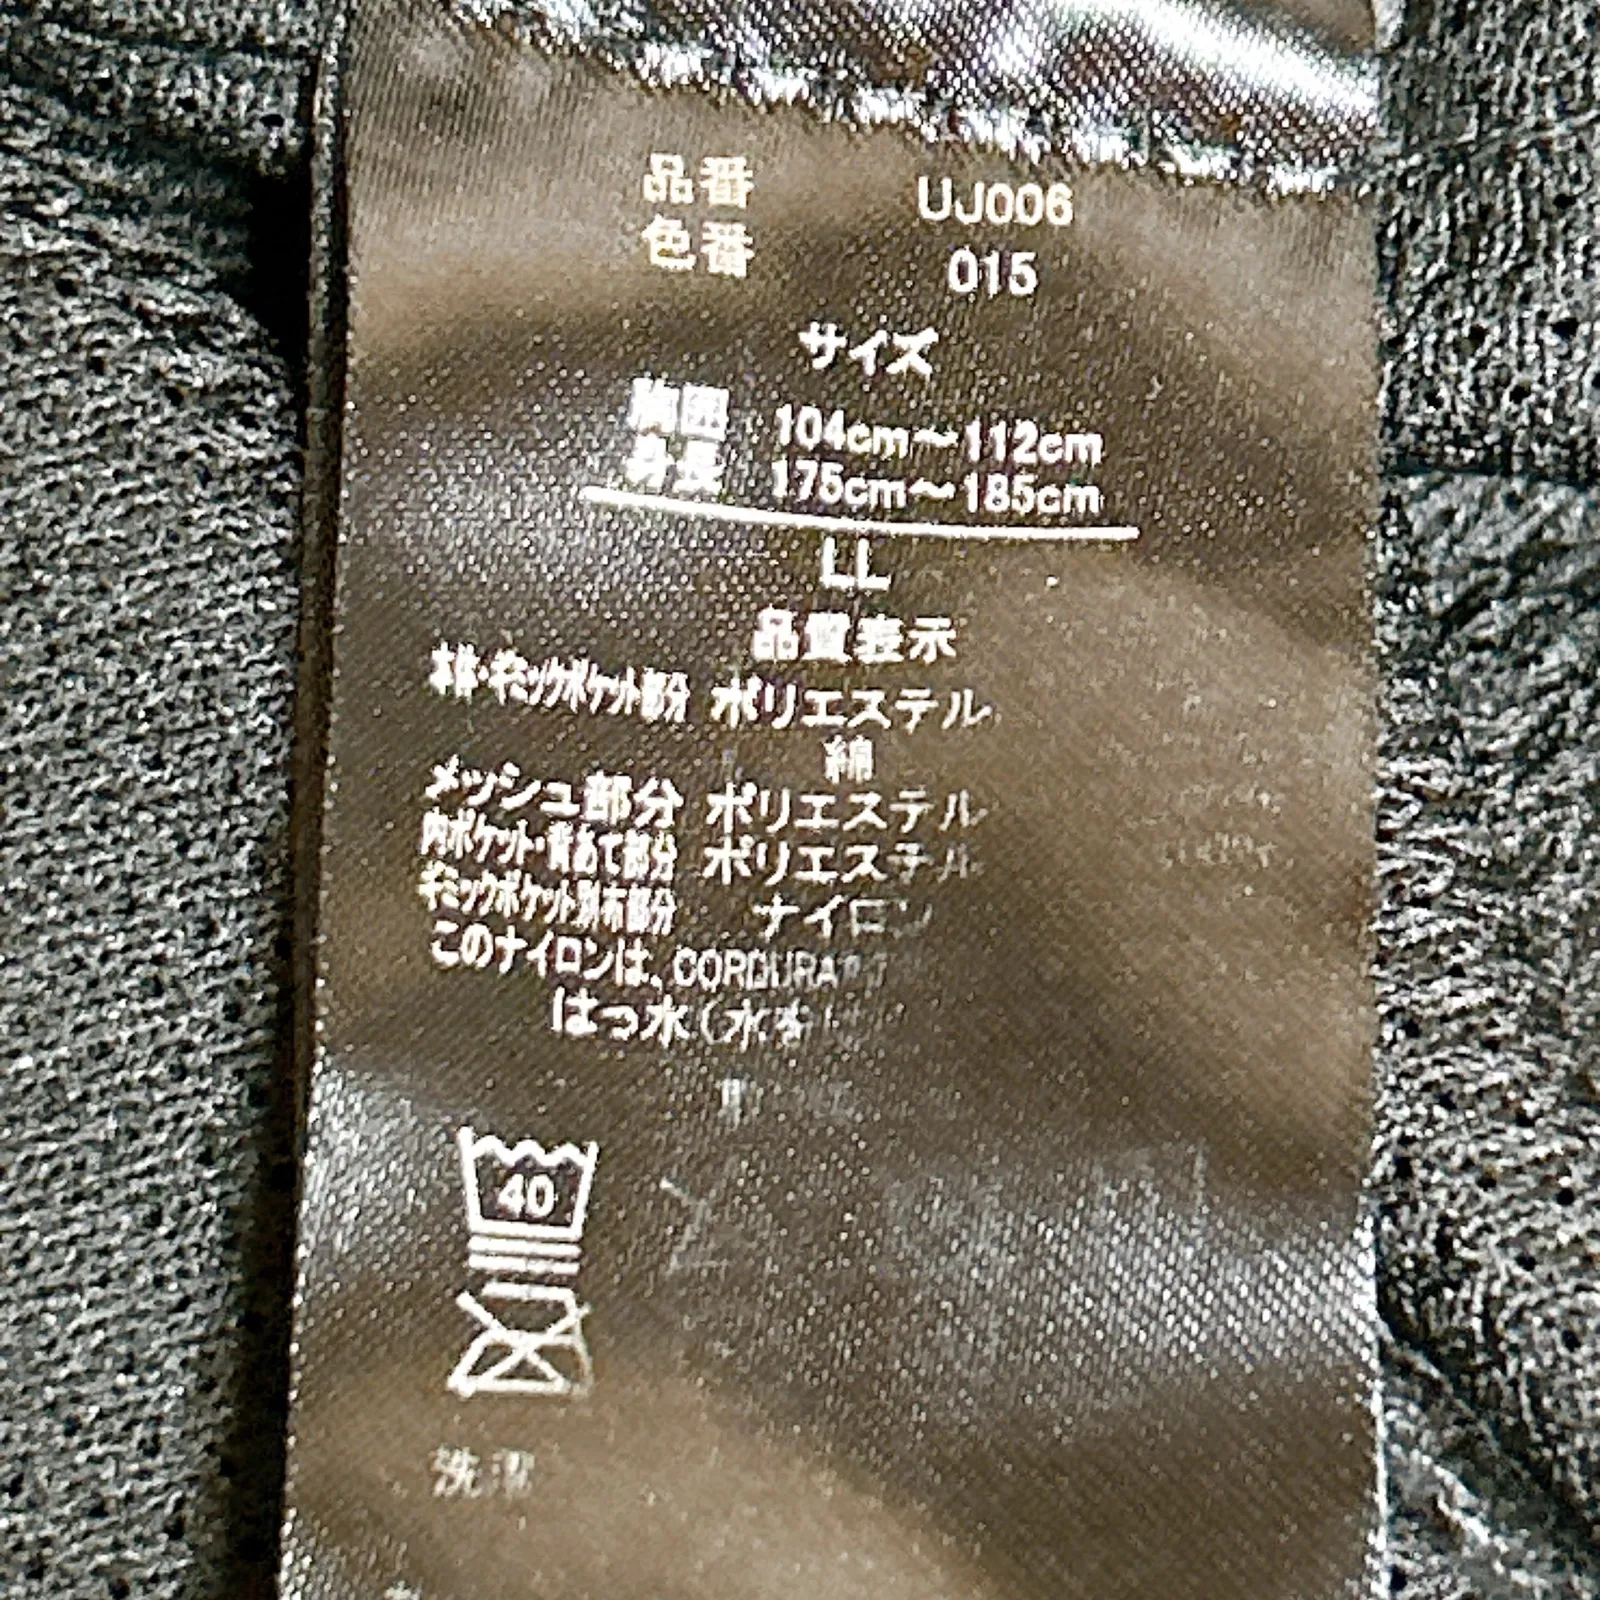 品番 UJ006
色番 015
サイズ
胸囲 104cm～112cm
身長 175cm～185cm
LL
品質表示
本体・ギミックポケット部分 ポリエステル
綿
メッシュ部分 ポリエステル
内ポケット・背あて部分 ポリエステル
ギミックポケット別布部分 ナイロン
このナイロンは、CORDURA
はっ水(水を
40
洗濯